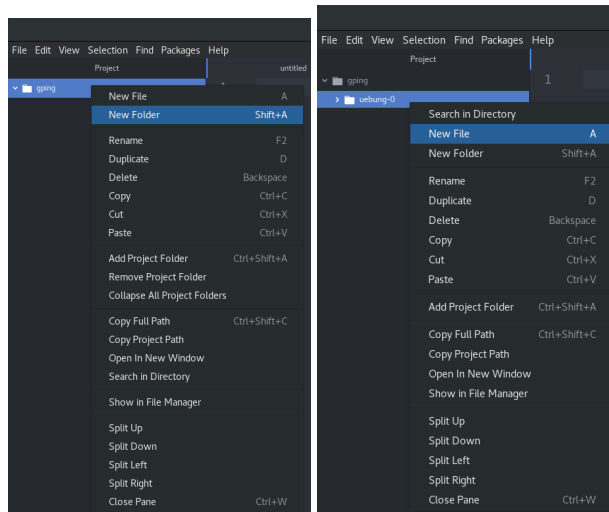 File Edit View Selection Find Packages Help
Project
untitled
gping
New File A
New Folder Shift+A
Rename F2
Duplicate D
Delete Backspace
Copy Ctrl+C
Cut Ctrl+X
Paste Ctrl+V
Add Project Folder Ctrl+Shift+A
Remove Project Folder
Collapse All Project Folders
Copy Full Path Ctrl+Shift+C
Copy Project Path
Open In New Window
Search in Directory
Show in File Manager
Split Up
Split Down
Split Left
Split Right
Close Pane Ctrl+W
File Edit View Selection Find Packages Help
Project
gping
1
uebung-0
Search in Directory
New File A
New Folder Shift+A
Rename F2
Duplicate D
Delete Backspace
Copy Ctrl+C
Cut Ctrl+X
Paste Ctrl+V
Add Project Folder Ctrl+Shift+A
Copy Full Path Ctrl+Shift+C
Copy Project Path
Open In New Window
Show in File Manager
Split Up
Split Down
Split Left
Split Right
Close Pane Ctrl+W